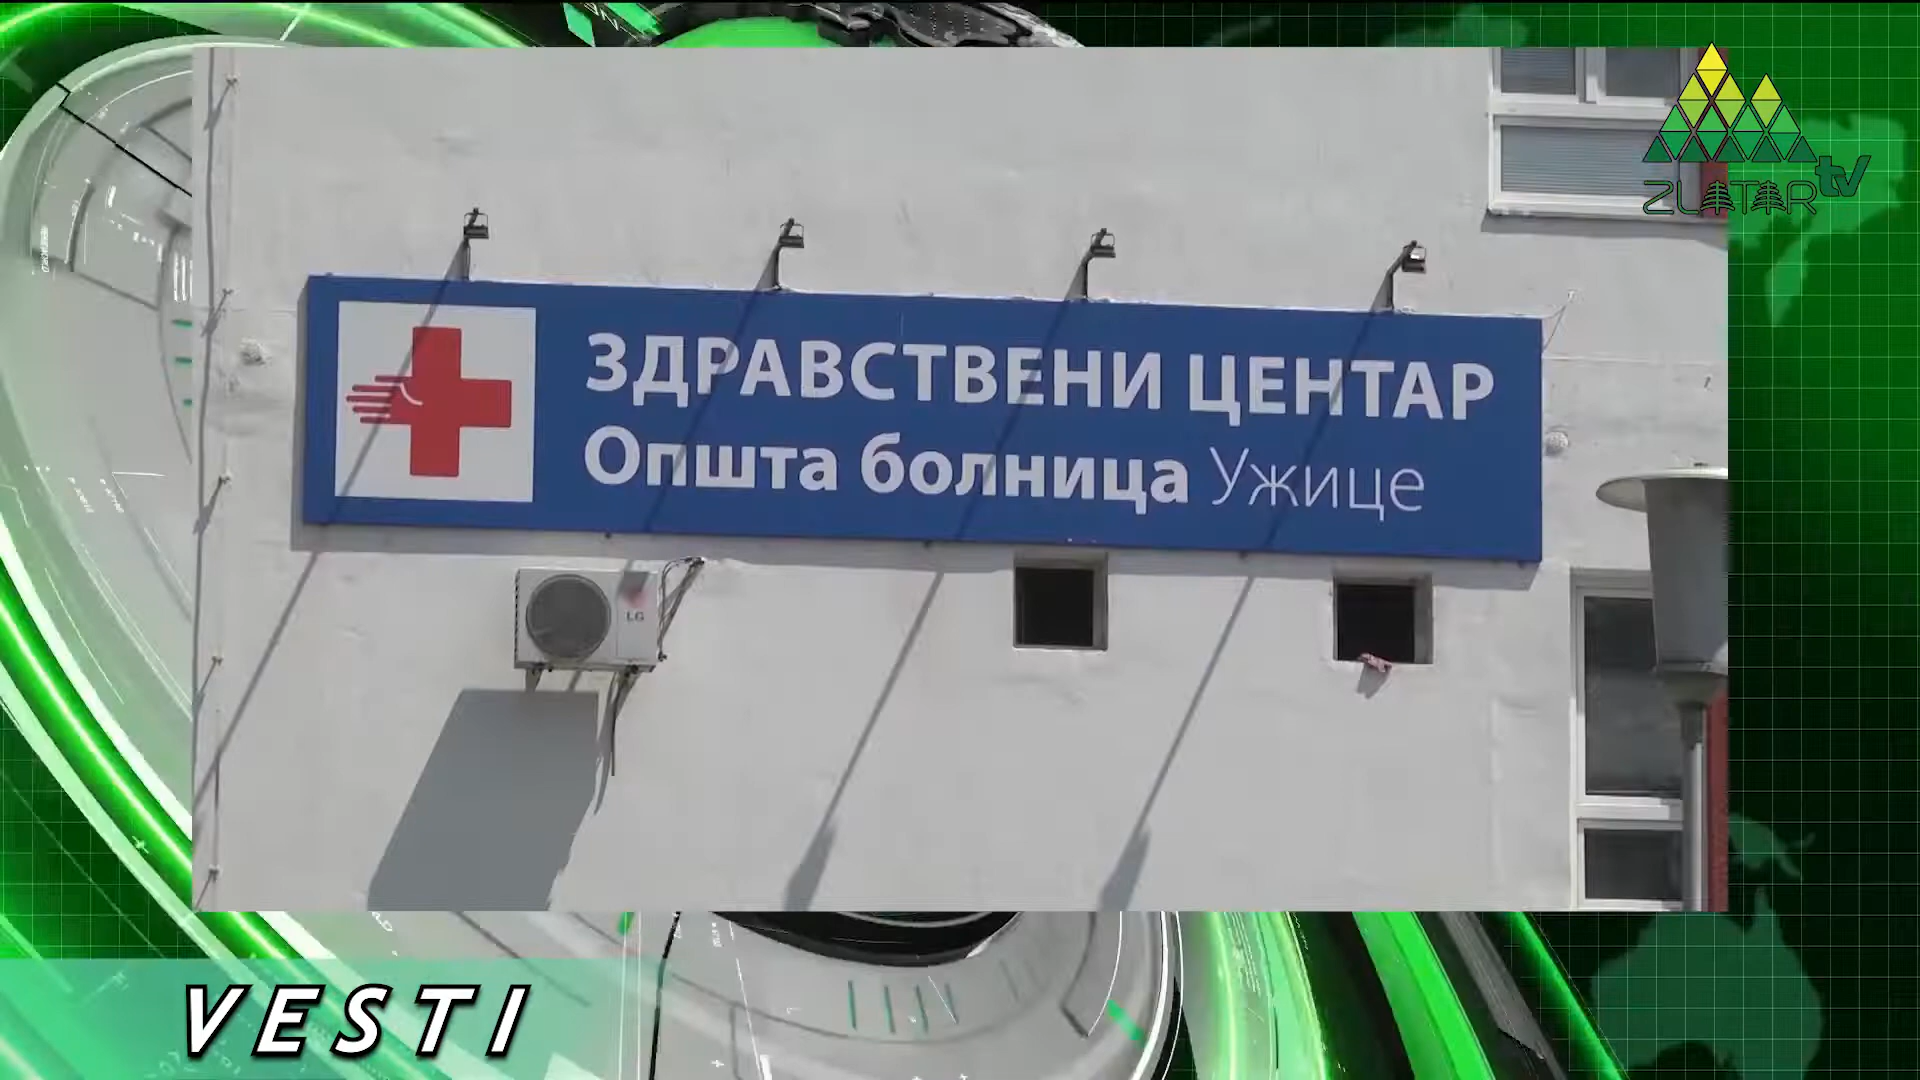 ZLATAR tv
ЗДРАВСТВЕНИ ЦЕНТАР
Општа болница Ужице
LG
VESTI